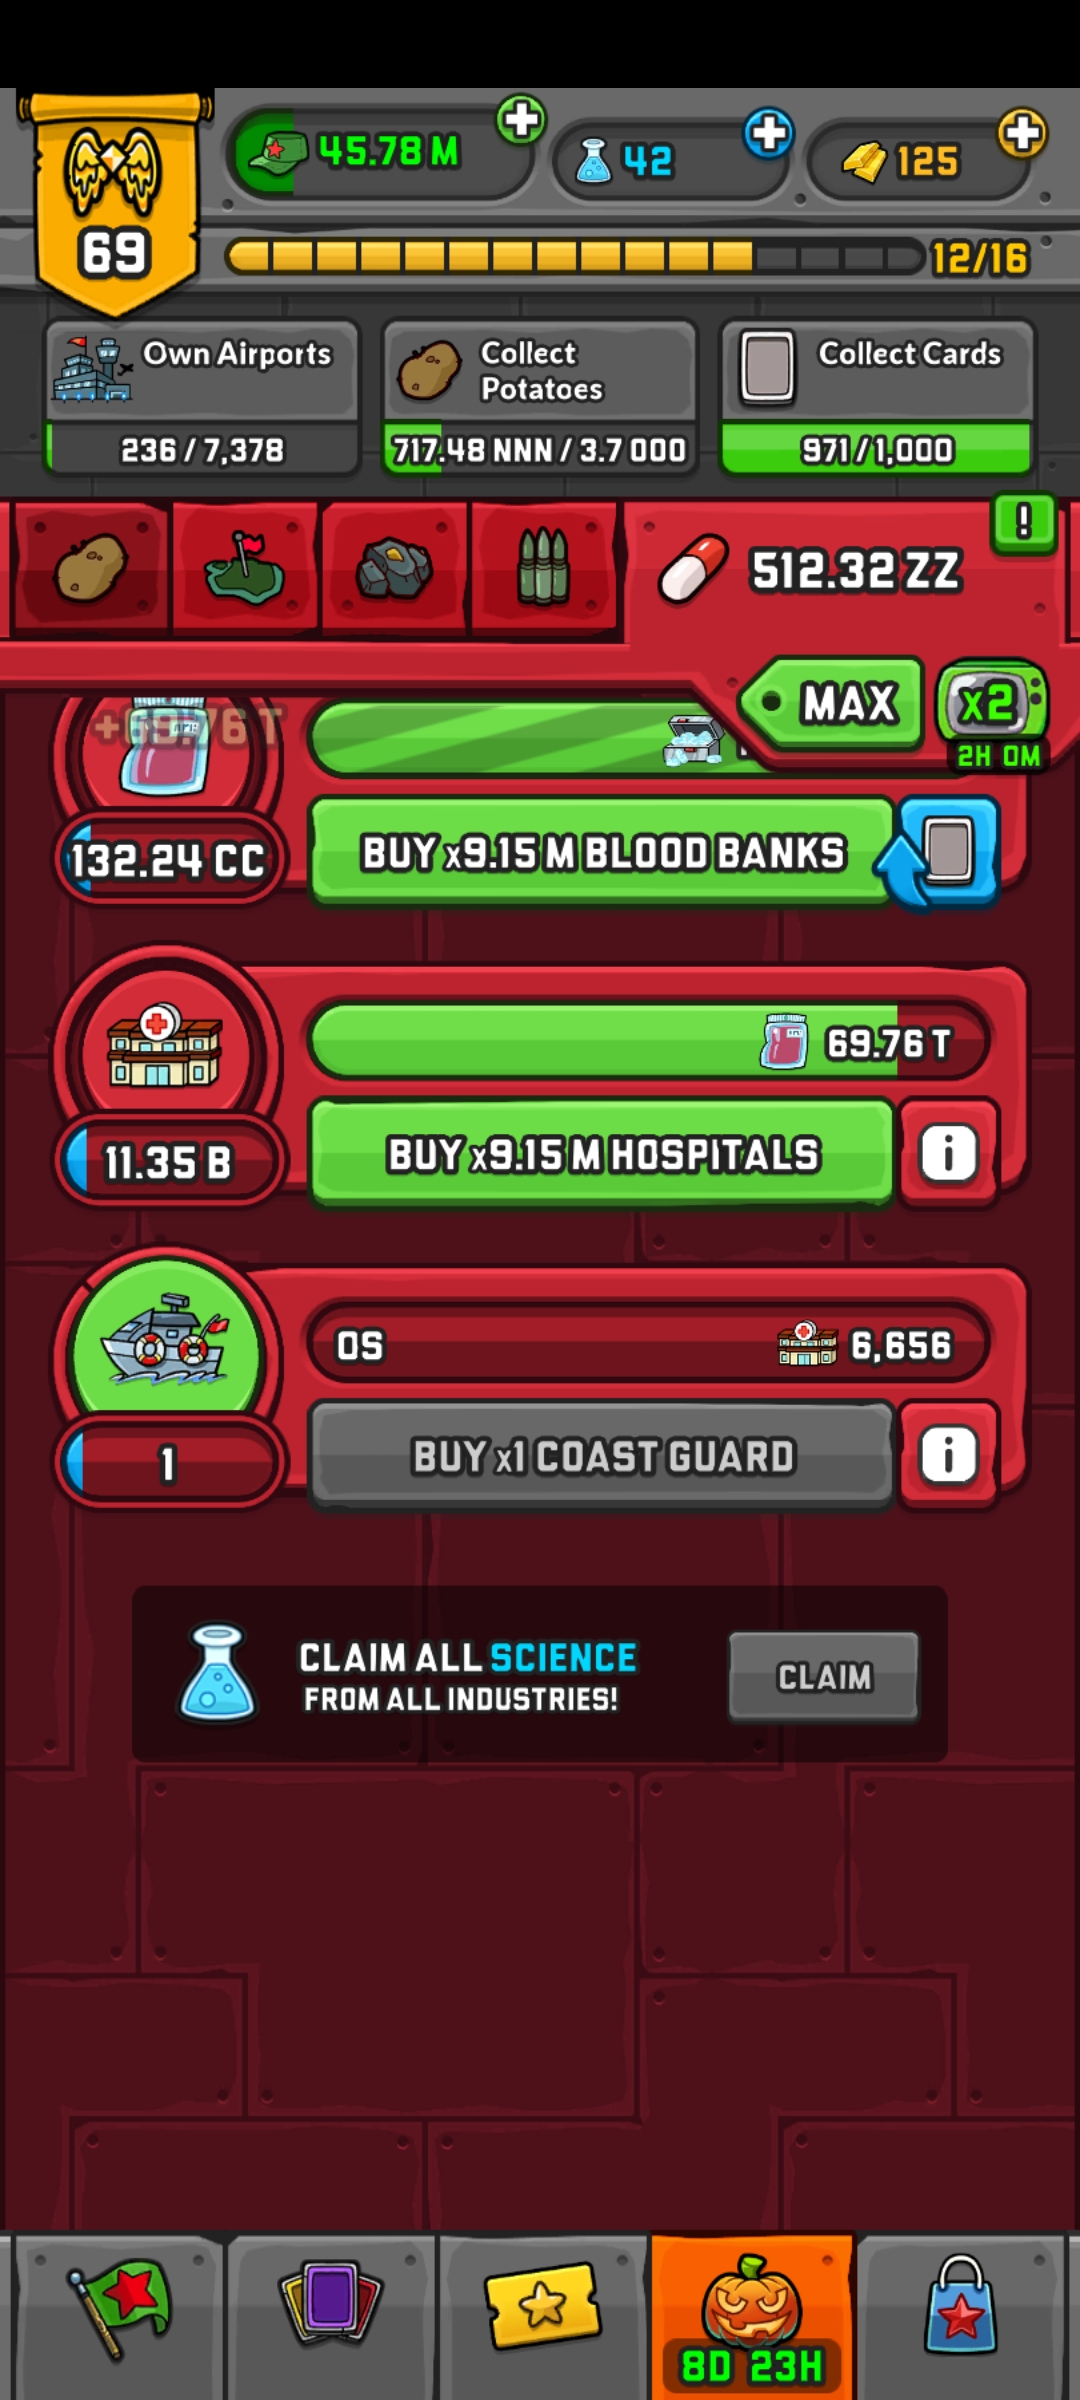 45.78 M
42
125
69
12/16
Own Airports
236 / 7,378
Collect
Potatoes
717.48 NNN / 3.7 OOO
Collect Cards
971/1,000
512.32 ZZ
!
MAX
x2
2H 0M
+69.76 T
132.24 CC
BUY x9.15 M BLOOD BANKS
69.76 T
11.35 B
BUY x9.15 M HOSPITALS
i
0S
6,656
1
BUY x1 COAST GUARD
i
CLAIM ALL SCIENCE
FROM ALL INDUSTRIES!
CLAIM
8D 23H